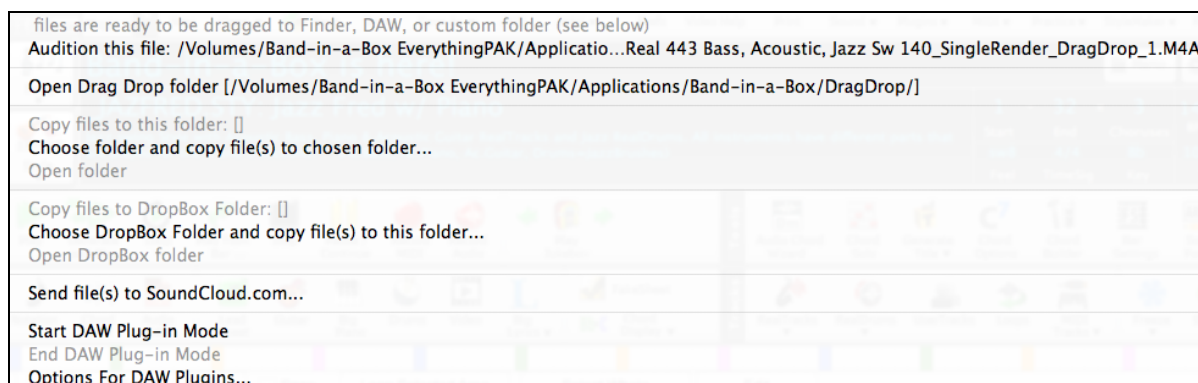 files are ready to be dragged to Finder, DAW, or custom folder (see below)
Audition this file: /Volumes/Band-in-a-Box EverythingPAK/Applicatio...Real 443 Bass, Acoustic, Jazz Sw 140_SingleRender_DragDrop_1.M4A
Open Drag Drop folder [/Volumes/Band-in-a-Box EverythingPAK/Applications/Band-in-a-Box/DragDrop/]
Copy files to this folder: []
Choose folder and copy file(s) to chosen folder...
Open folder
Copy files to DropBox Folder: []
Choose DropBox Folder and copy file(s) to this folder...
Open DropBox folder
Send file(s) to SoundCloud.com...
Start DAW Plug-in Mode
End DAW Plug-in Mode
Options For DAW Plugins...